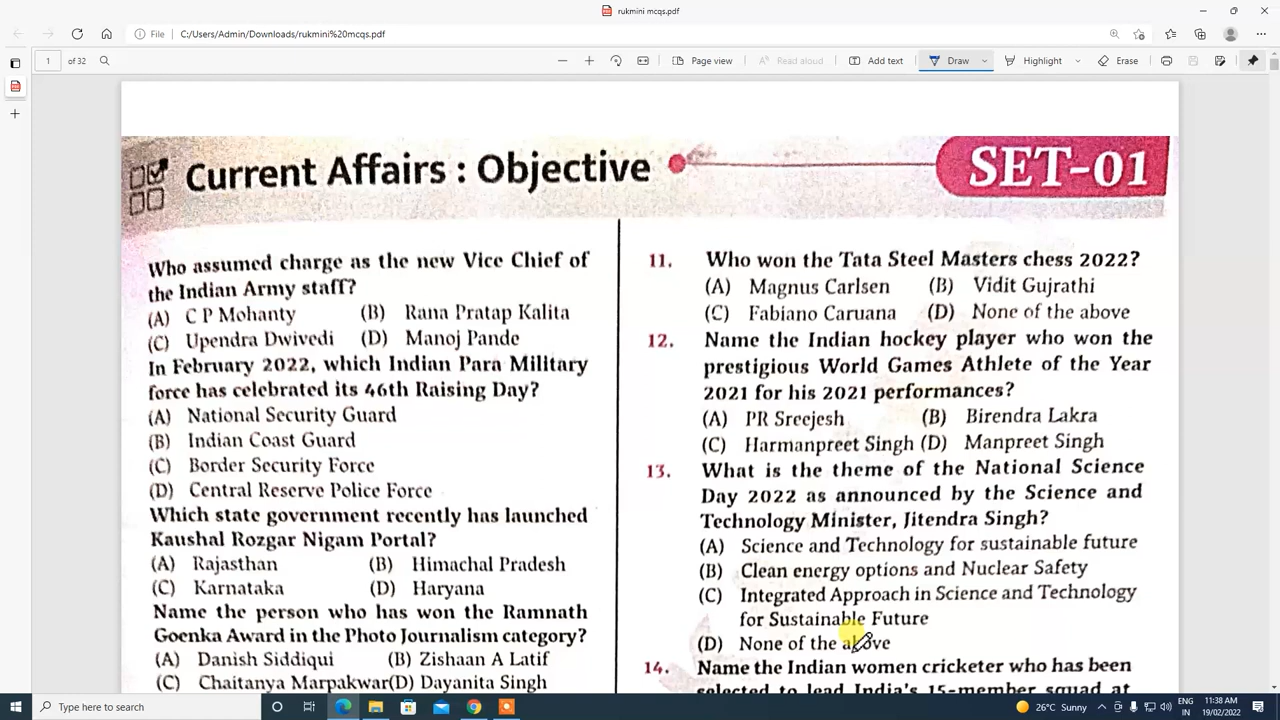 rukmini mcqs.pdf
File C:/Users/Admin/Downloads/rukmini%20mcqs.pdf
1 of 32 Page view Read aloud Add text Draw Highlight Erase
Current Affairs : Objective SET-01
Who assumed charge as the new Vice Chief of
the Indian Army staff?
(A) C P Mohanty (B) Rana Pratap Kalita
(C) Upendra Dwivedi (D) Manoj Pande
In February 2022, which Indian Para Military
force has celebrated its 46th Raising Day?
(A) National Security Guard
(B) Indian Coast Guard
(C) Border Security Force
(D) Central Reserve Police Force
Which state government recently has launched
Kaushal Rozgar Nigam Portal?
(A) Rajasthan (B) Himachal Pradesh
(C) Karnataka (D) Haryana
Name the person who has won the Ramnath
Goenka Award in the Photo Journalism category?
(A) Danish Siddiqui (B) Zishaan A Latif
(C) Chaitanya Marpakwar(D) Dayanita Singh
11. Who won the Tata Steel Masters chess 2022?
(A) Magnus Carlsen (B) Vidit Gujrathi
(C) Fabiano Caruana (D) None of the above
12. Name the Indian hockey player who won the
prestigious World Games Athlete of the Year
2021 for his 2021 performances?
(A) PR Sreejesh (B) Birendra Lakra
(C) Harmanpreet Singh (D) Manpreet Singh
13. What is the theme of the National Science
Day 2022 as announced by the Science and
Technology Minister, Jitendra Singh?
(A) Science and Technology for sustainable future
(B) Clean energy options and Nuclear Safety
(C) Integrated Approach in Science and Technology
for Sustainable Future
(D) None of the above
14. Name the Indian women cricketer who has been
selected to lead India's 15-member squad at
Type here to search 26°C Sunny ENG 11:38 AM
IN 19/02/2022